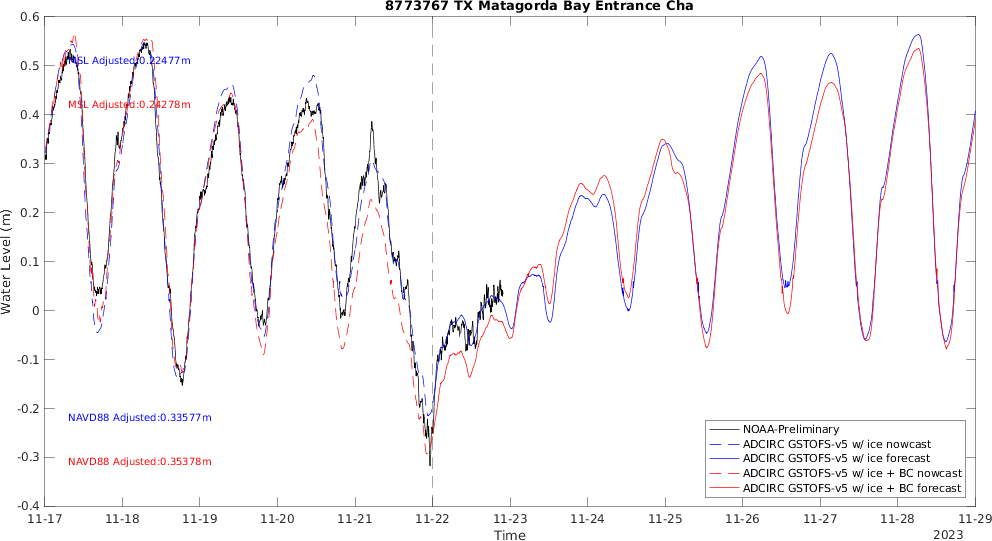 8773767 TX Matagorda Bay Entrance Cha
0.6
0.5
0.4
0.3
0.2
0.1
0
-0.1
-0.2
-0.3
-0.4
Water Level (m)
MSL Adjusted:0.22477m
MSL Adjusted:0.24278m
NAVD88 Adjusted:0.33577m
NAVD88 Adjusted:0.35378m
NOAA-Preliminary
ADCIRC GSTOFS-v5 w/ ice nowcast
ADCIRC GSTOFS-v5 w/ ice forecast
ADCIRC GSTOFS-v5 w/ ice + BC nowcast
ADCIRC GSTOFS-v5 w/ ice + BC forecast
11-17 11-18 11-19 11-20 11-21 11-22 11-23 11-24 11-25 11-26 11-27 11-28 11-29
Time
2023